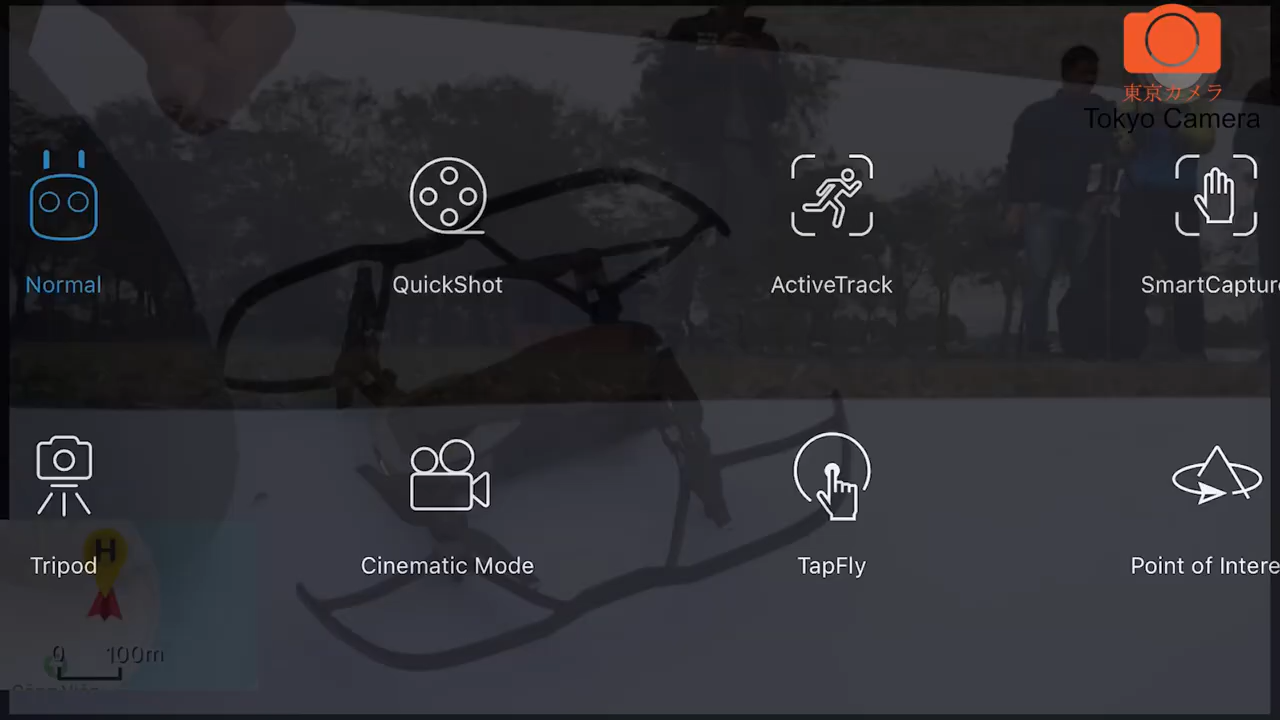 東京カメラ
Tokyo Camera
Normal
QuickShot
ActiveTrack
SmartCapture
Tripod
Cinematic Mode
TapFly
Point of Intere
H
0 100m